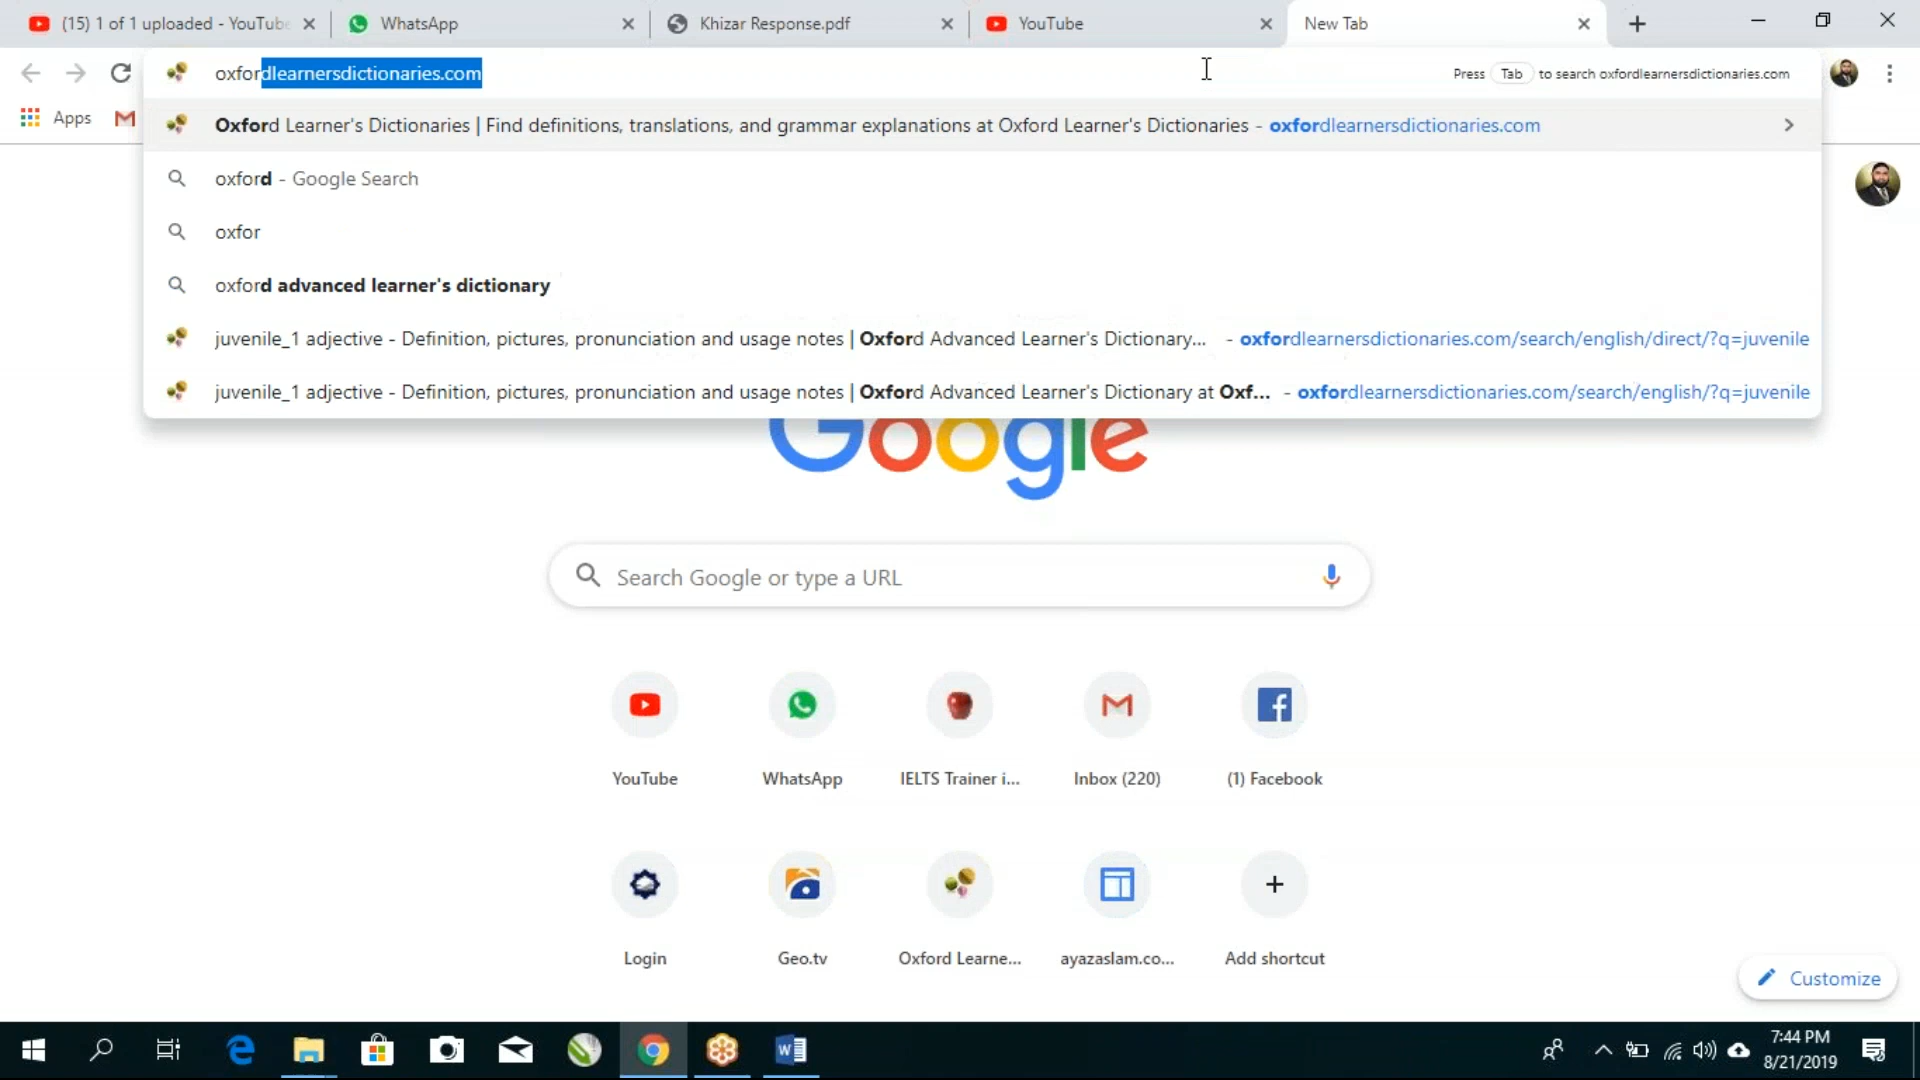 (15) 1 of 1 uploaded - YouTube
WhatsApp
Khizar Response.pdf
YouTube
New Tab
oxfordlearnersdictionaries.com
Press Tab to search oxfordlearnersdictionaries.com
Apps
Oxford Learner's Dictionaries | Find definitions, translations, and grammar explanations at Oxford Learner's Dictionaries - oxfordlearnersdictionaries.com
oxford - Google Search
oxfor
oxford advanced learner's dictionary
juvenile_1 adjective - Definition, pictures, pronunciation and usage notes | Oxford Advanced Learner's Dictionary... - oxfordlearnersdictionaries.com/search/english/direct/?q=juvenile
juvenile_1 adjective - Definition, pictures, pronunciation and usage notes | Oxford Advanced Learner's Dictionary at Oxf... - oxfordlearnersdictionaries.com/search/english/?q=juvenile
Google
Search Google or type a URL
YouTube
WhatsApp
IELTS Trainer i...
Inbox (220)
(1) Facebook
Login
Geo.tv
Oxford Learne...
ayazaslam.co...
Add shortcut
Customize
7:44 PM
8/21/2019